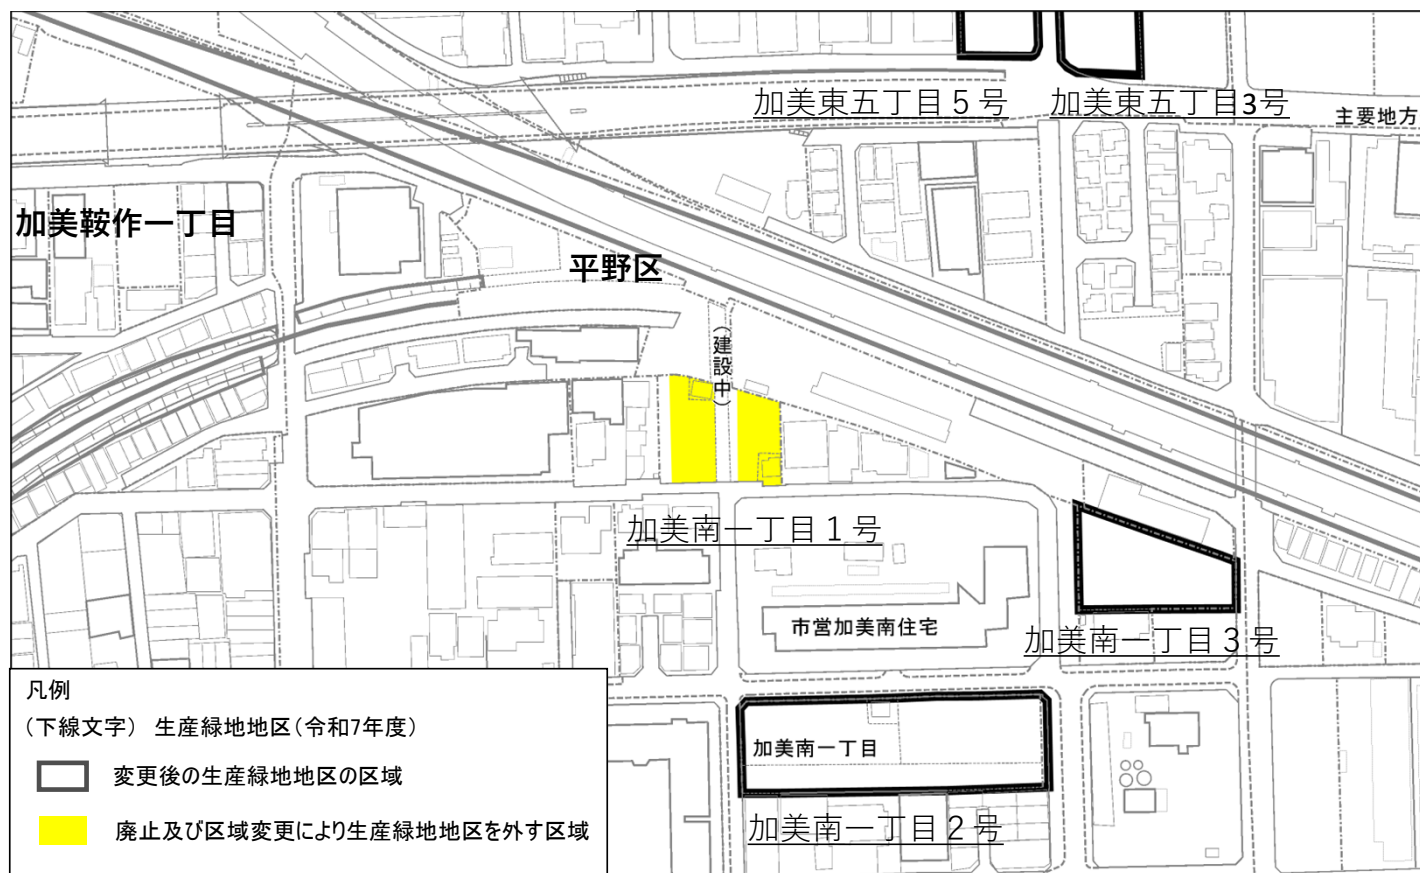 加美東五丁目５号
加美東五丁目3号
主要地方
加美鞍作一丁目
平野区
（建設中）
加美南一丁目１号
市営加美南住宅
加美南一丁目３号
加美南一丁目
加美南一丁目２号
凡例
（下線文字） 生産緑地地区（令和7年度）
変更後の生産緑地地区の区域
廃止及び区域変更により生産緑地地区を外す区域